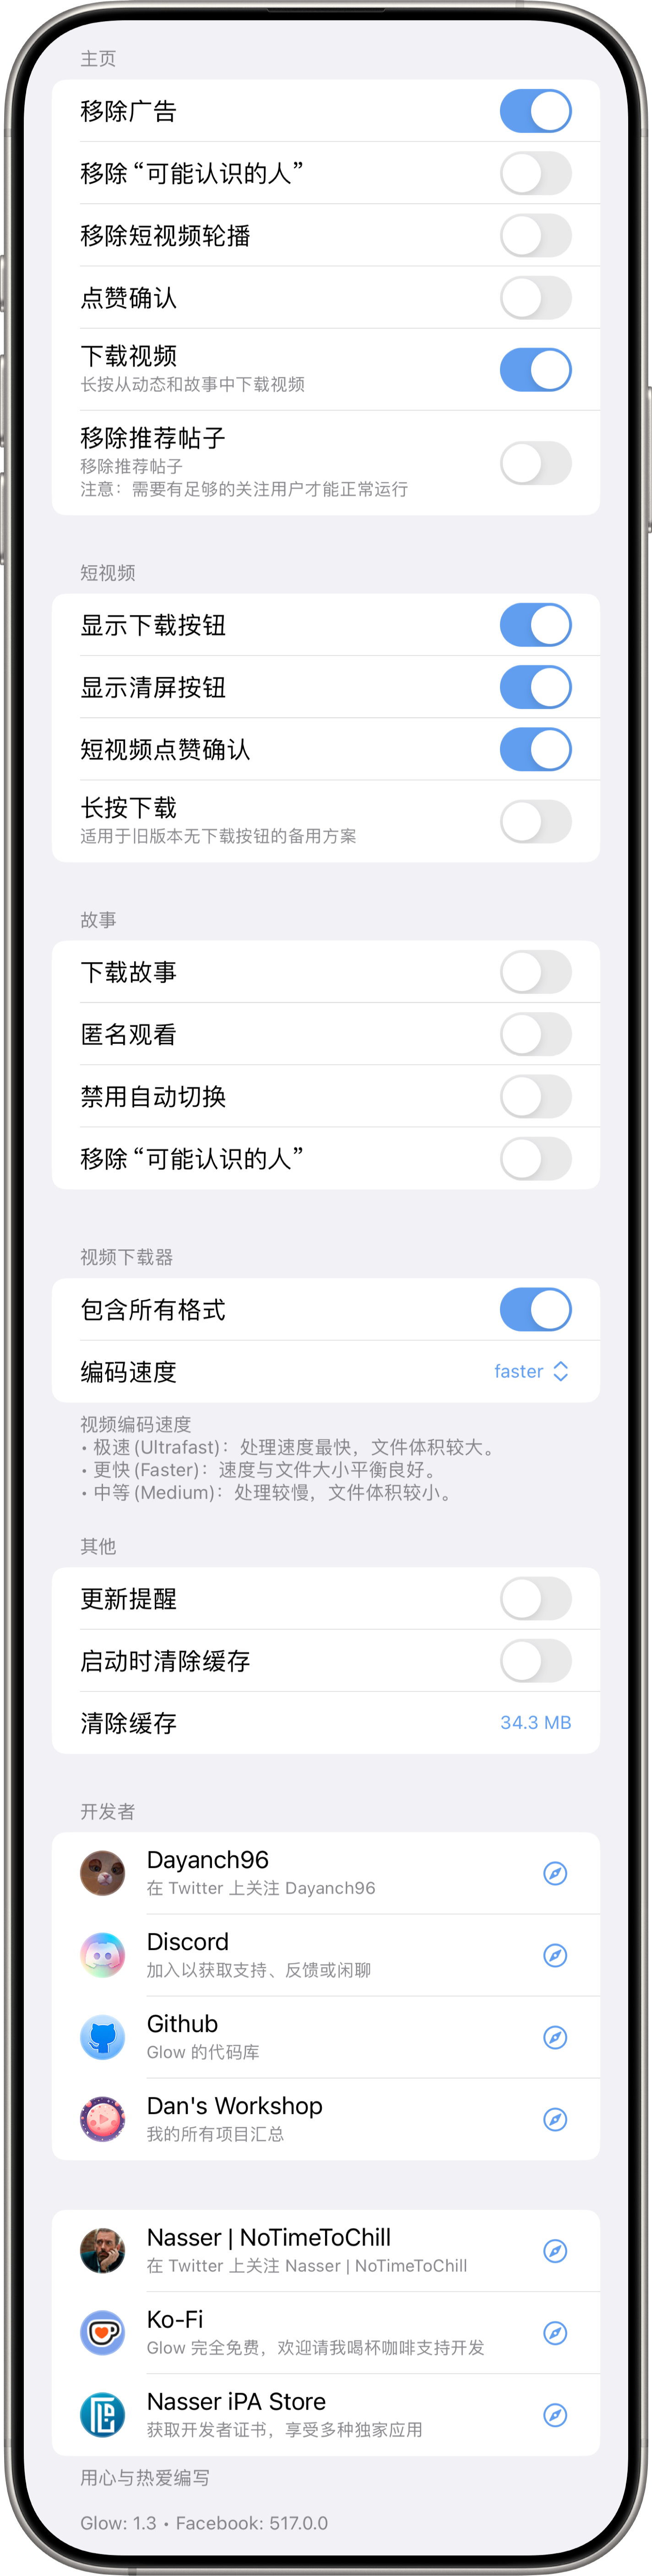 主页
移除广告
移除“可能认识的人”
移除短视频轮播
点赞确认
下载视频
长按从动态和故事中下载视频
移除推荐帖子
移除推荐帖子
注意：需要有足够的关注用户才能正常运行
短视频
显示下载按钮
显示清屏按钮
短视频点赞确认
长按下载
适用于旧版本无下载按钮的备用方案
故事
下载故事
匿名观看
禁用自动切换
移除“可能认识的人”
视频下载器
包含所有格式
编码速度 faster
视频编码速度
• 极速 (Ultrafast)：处理速度最快，文件体积较大。
• 更快 (Faster)：速度与文件大小平衡良好。
• 中等 (Medium)：处理较慢，文件体积较小。
其他
更新提醒
启动时清除缓存
清除缓存 34.3 MB
开发者
Dayanch96
在 Twitter 上关注 Dayanch96
Discord
加入以获取支持、反馈或闲聊
Github
Glow 的代码库
Dan's Workshop
我的所有项目汇总
Nasser | NoTimeToChill
在 Twitter 上关注 Nasser | NoTimeToChill
Ko-Fi
Glow 完全免费，欢迎请我喝杯咖啡支持开发
Nasser iPA Store
获取开发者证书，享受多种独家应用
用心与热爱编写
Glow: 1.3 • Facebook: 517.0.0